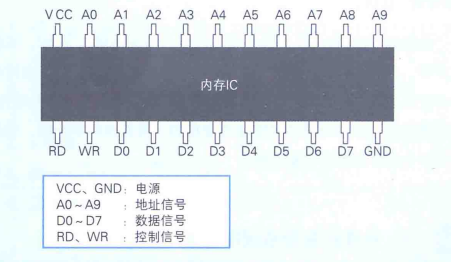 VCC A0 A1 A2 A3 A4 A5 A6 A7 A8 A9
内存IC
RD WR D0 D1 D2 D3 D4 D5 D6 D7 GND
VCC、GND：电源
A0～A9 ：地址信号
D0～D7 ：数据信号
RD、WR ：控制信号